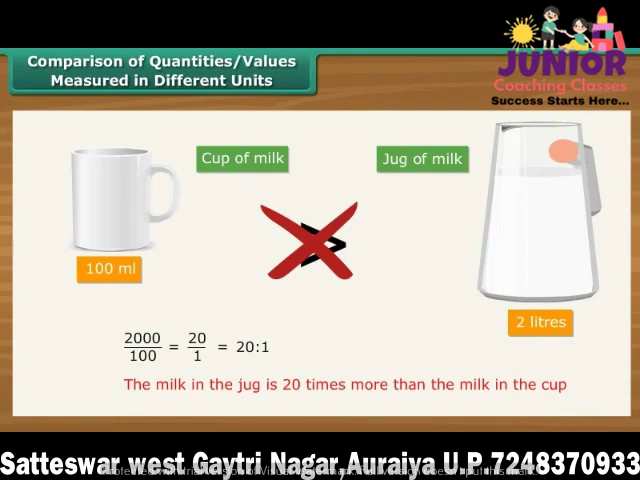 JUNIOR
Coaching Classes
Success Starts Here...
Comparison of Quantities/Values
Measured in Different Units
Cup of milk
Jug of milk
>
100 ml
2 litres
2000/100 = 20/1 = 20:1
The milk in the jug is 20 times more than the milk in the cup
Satteswar west Gaytri Nagar,Auraiya U.P. 7248370933